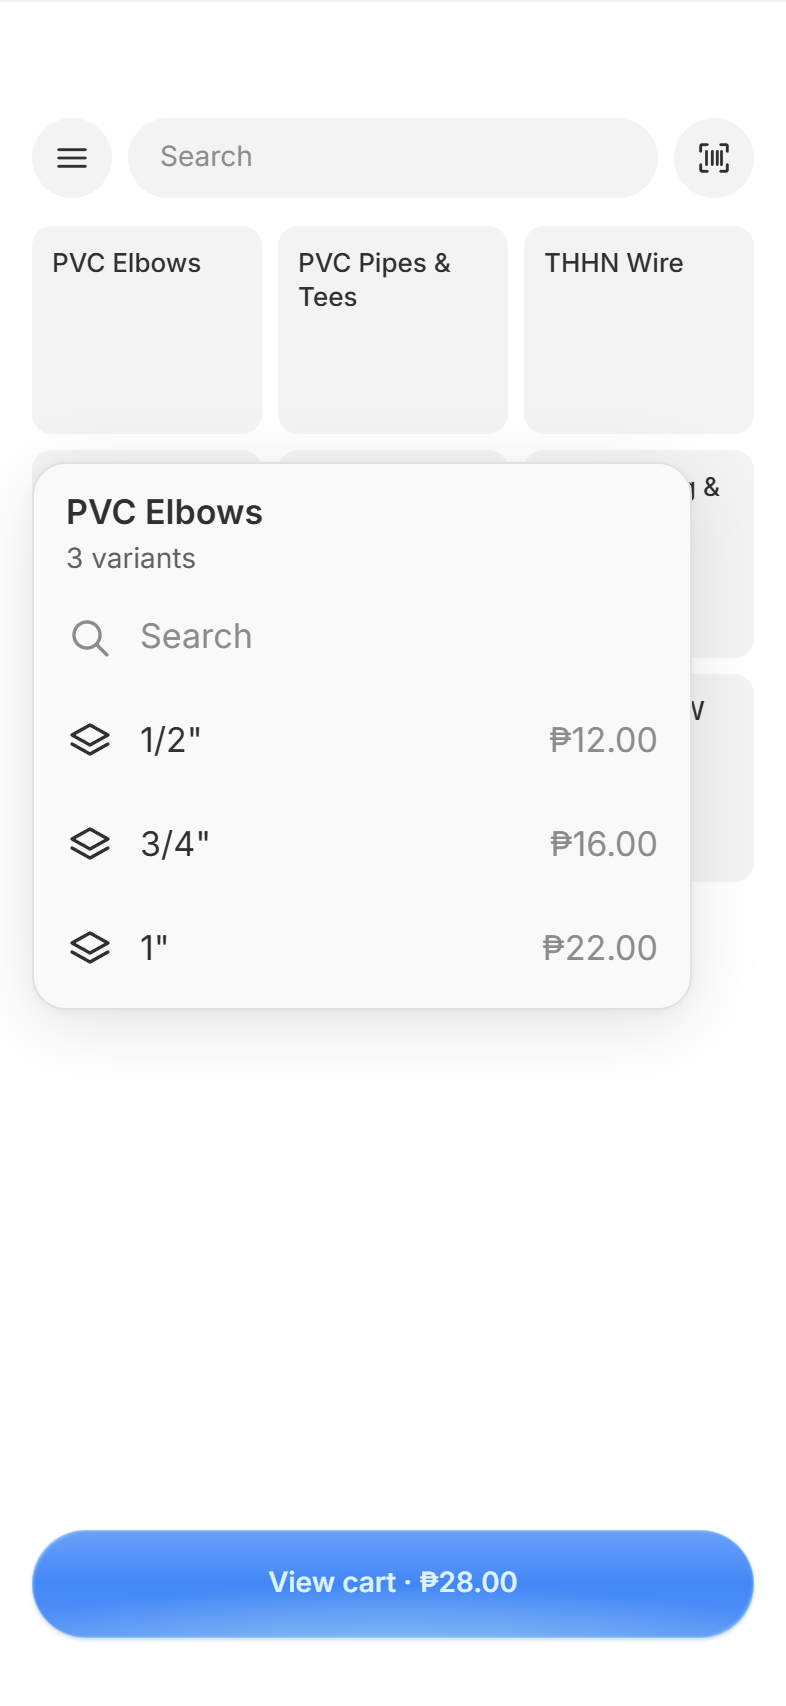 Search
PVC Elbows
PVC Pipes &
Tees
THHN Wire
&
PVC Elbows
3 variants
Search
1/2" ₱12.00
3/4" ₱16.00
1" ₱22.00
View cart · ₱28.00